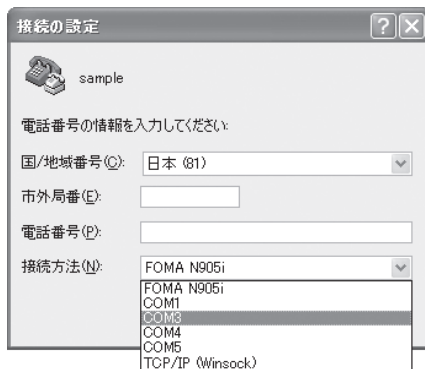 接続の設定
sample
電話番号の情報を入力してください:
国/地域番号(C): 日本 (81)
市外局番(E):
電話番号(P):
接続方法(N): FOMA N905i
FOMA N905i
COM1
COM3
COM4
COM5
TCP/IP (Winsock)